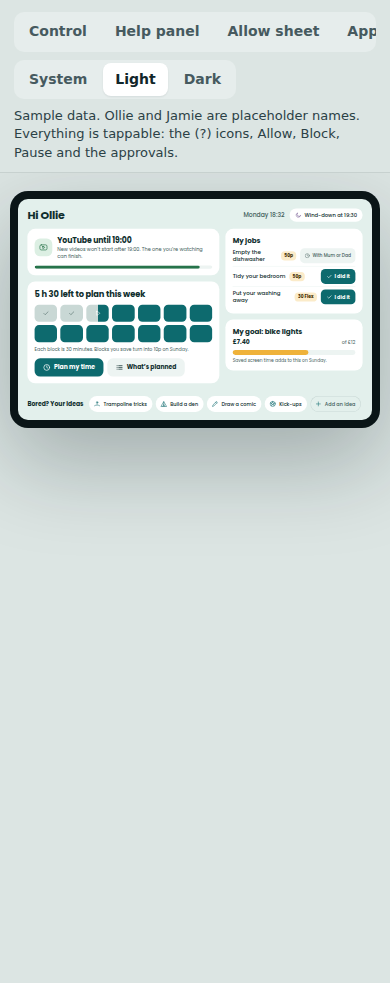 Control Help panel Allow sheet App
System Light Dark
Sample data. Ollie and Jamie are placeholder names.
Everything is tappable: the (?) icons, Allow, Block,
Pause and the approvals.
Hi Ollie
Monday 18:32
Wind-down at 19:30
YouTube until 19:00
New videos won't start after 19:00. The one you're watching
can finish.
5 h 30 left to plan this week
Each block is 30 minutes. Blocks you save turn into 10p on Sunday.
Plan my time
What's planned
My jobs
Empty the
dishwasher
50p
With Mum or Dad
Tidy your bedroom
50p
I did it
Put your washing
away
30 Flex
I did it
My goal: bike lights
£7.40
of £12
Saved screen time adds to this on Sunday.
Bored? Your ideas
Trampoline tricks
Build a den
Draw a comic
Kick-ups
Add an idea